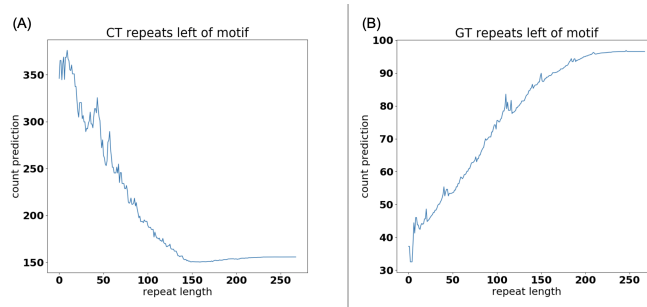 (A)
CT repeats left of motif
count prediction
350
300
250
200
150
0 50 100 150 200 250
repeat length
(B)
GT repeats left of motif
count prediction
100
90
80
70
60
50
40
30
0 50 100 150 200 250
repeat length